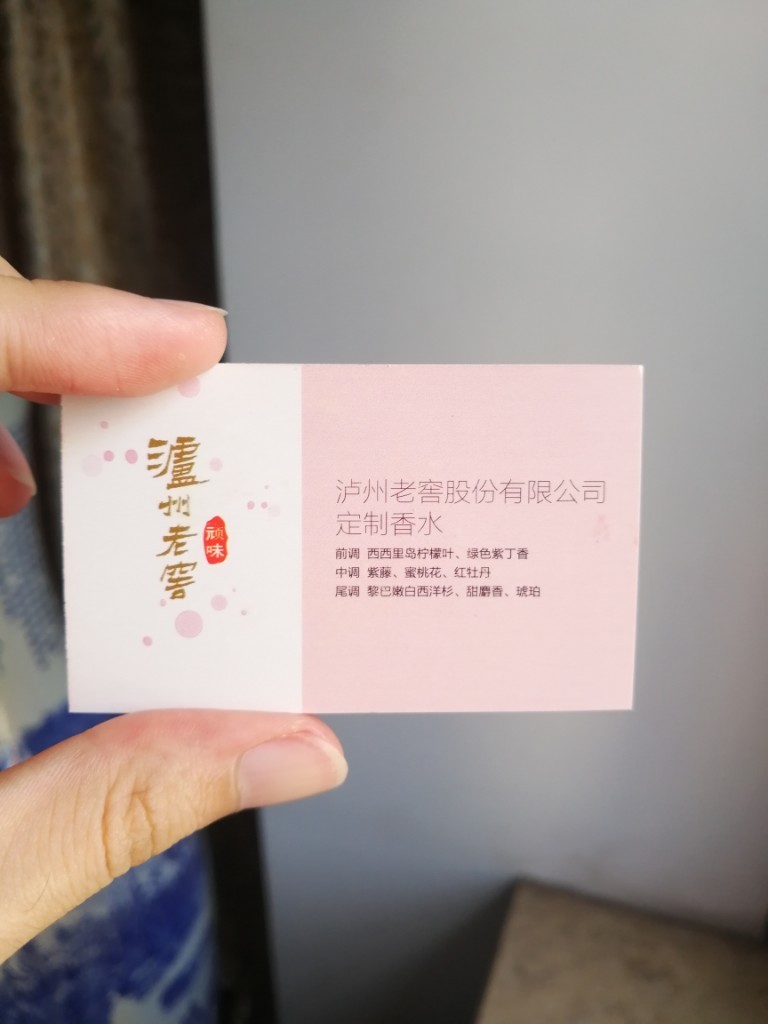 瀘州老窖
顽味
泸州老窖股份有限公司
定制香水
前调 西西里岛柠檬叶、绿色紫丁香
中调 紫藤、蜜桃花、红牡丹
尾调 黎巴嫩白西洋杉、甜麝香、琥珀